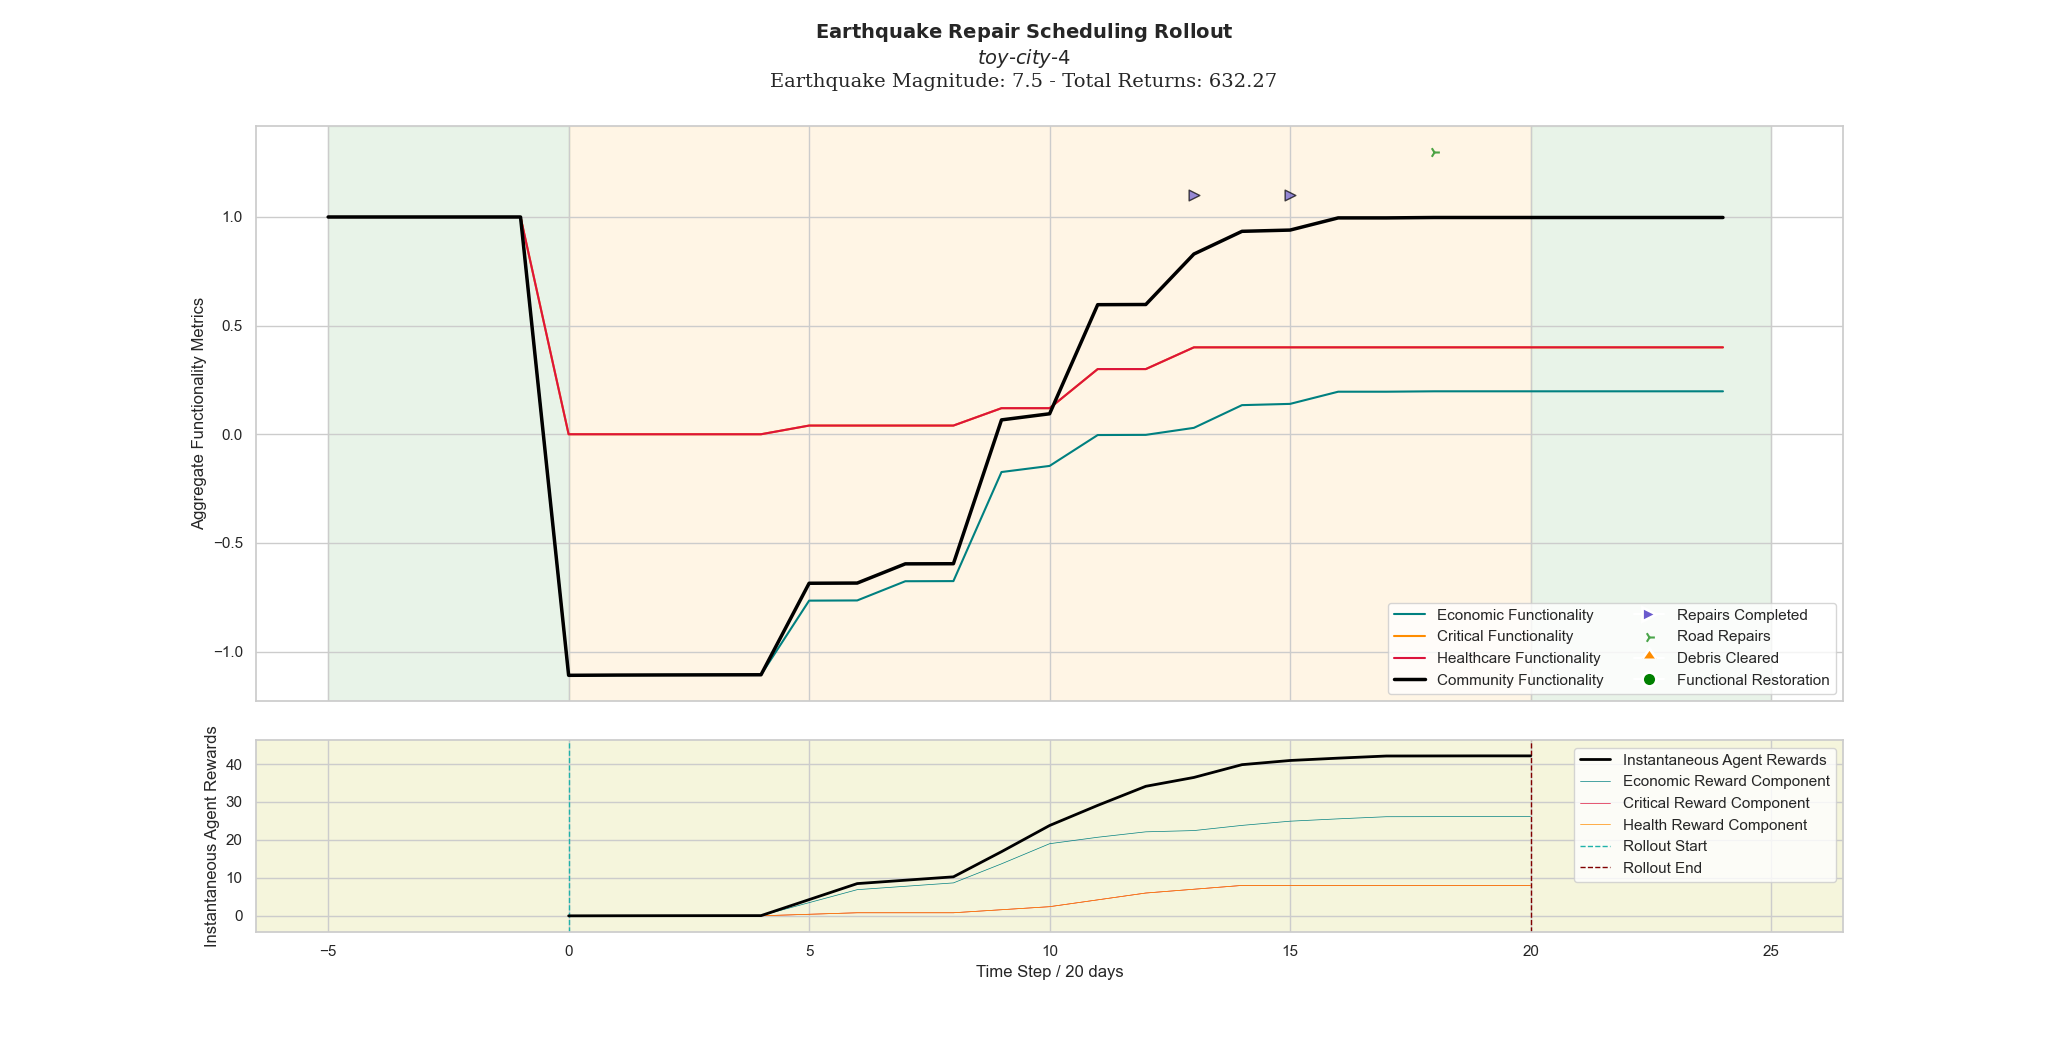 Earthquake Repair Scheduling Rollout
toy-city-4
Earthquake Magnitude: 7.5 - Total Returns: 632.27
Aggregate Functionality Metrics
1.0
0.5
0.0
−0.5
−1.0
Economic Functionality
Critical Functionality
Healthcare Functionality
Community Functionality
Repairs Completed
Road Repairs
Debris Cleared
Functional Restoration
Instantaneous Agent Rewards
40
30
20
10
0
Instantaneous Agent Rewards
Economic Reward Component
Critical Reward Component
Health Reward Component
Rollout Start
Rollout End
−5 0 5 10 15 20 25
Time Step / 20 days